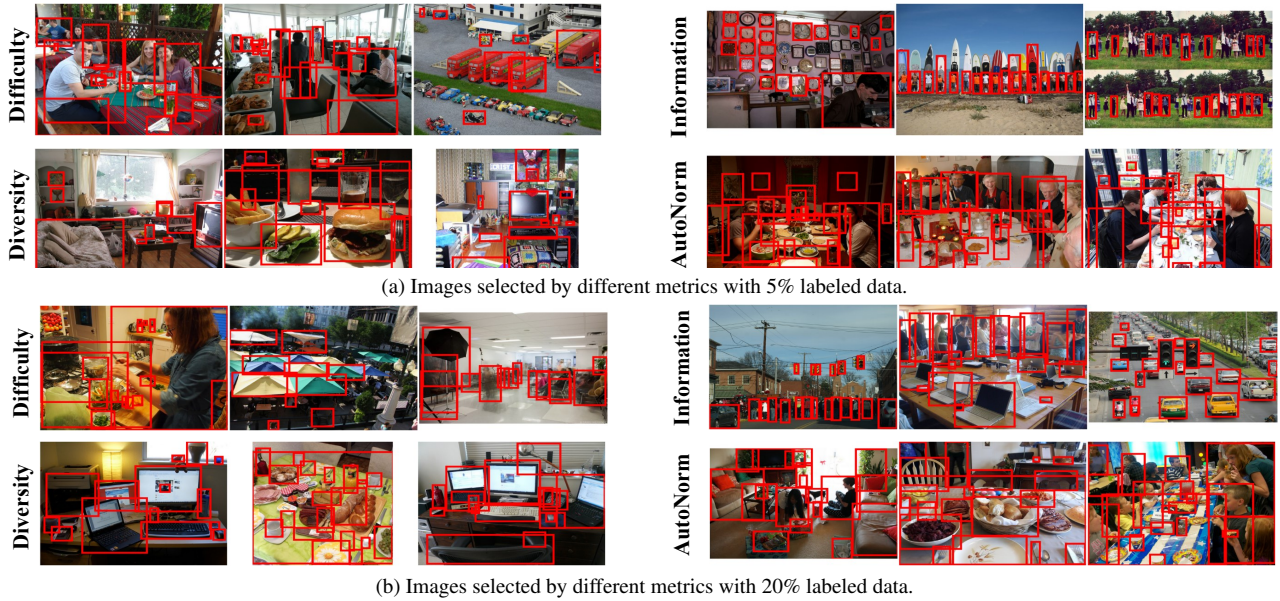 Difficulty
Information
Diversity
AutoNorm
(a) Images selected by different metrics with 5% labeled data.
Difficulty
Information
Diversity
AutoNorm
(b) Images selected by different metrics with 20% labeled data.